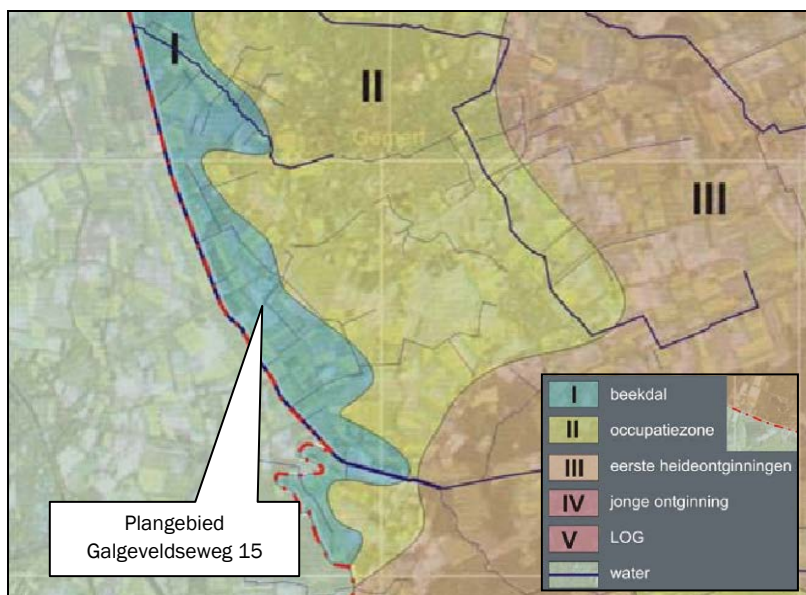 I
II
Gemert
III
Plangebied
Galgeveldseweg 15
I beekdal
II occupatiezone
III eerste heideontginningen
IV jonge ontginning
V LOG
water